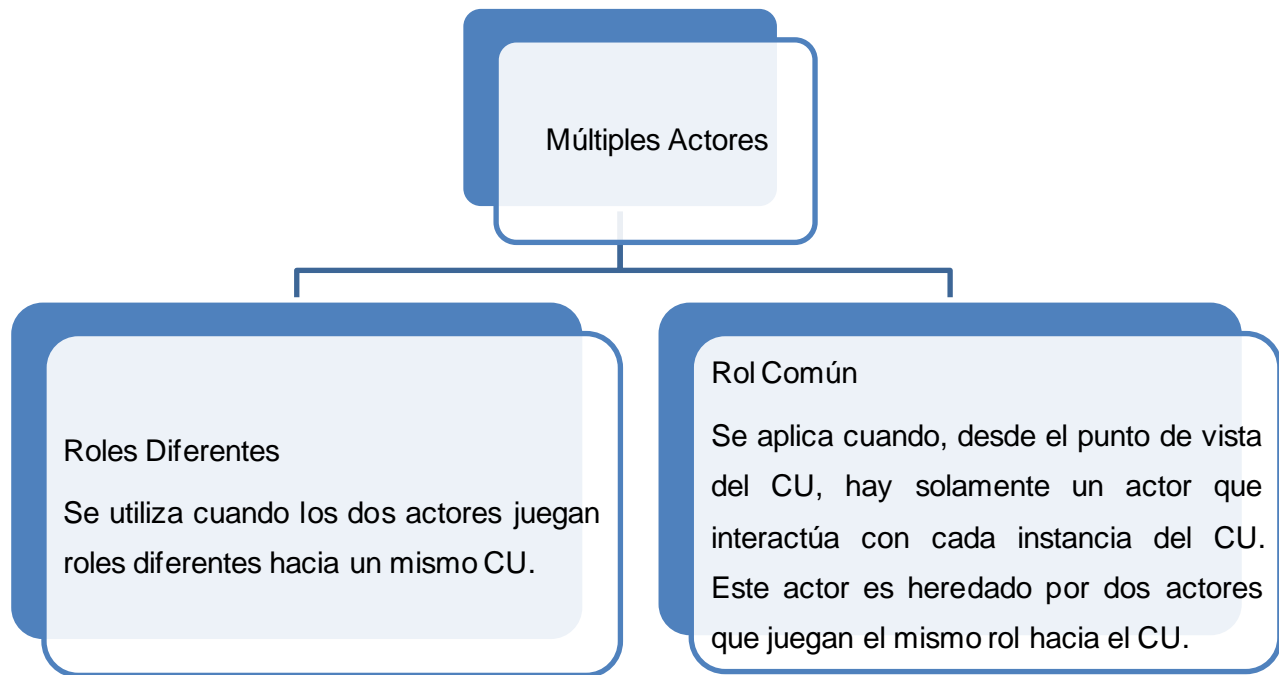 Múltiples Actores
Roles Diferentes
Se utiliza cuando los dos actores juegan
roles diferentes hacia un mismo CU.
Rol Común
Se aplica cuando, desde el punto de vista
del CU, hay solamente un actor que
interactúa con cada instancia del CU.
Este actor es heredado por dos actores
que juegan el mismo rol hacia el CU.